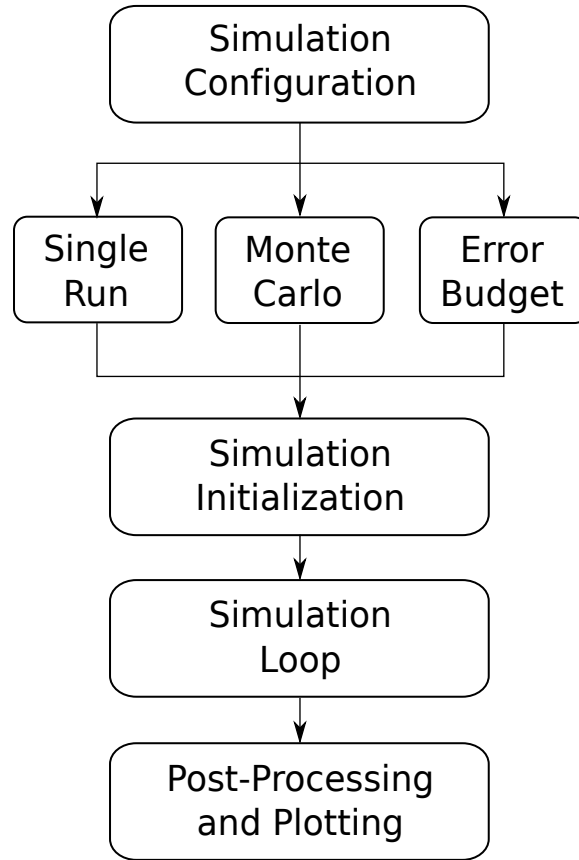 Simulation
Configuration
Single
Run
Monte
Carlo
Error
Budget
Simulation
Initialization
Simulation
Loop
Post-Processing
and Plotting